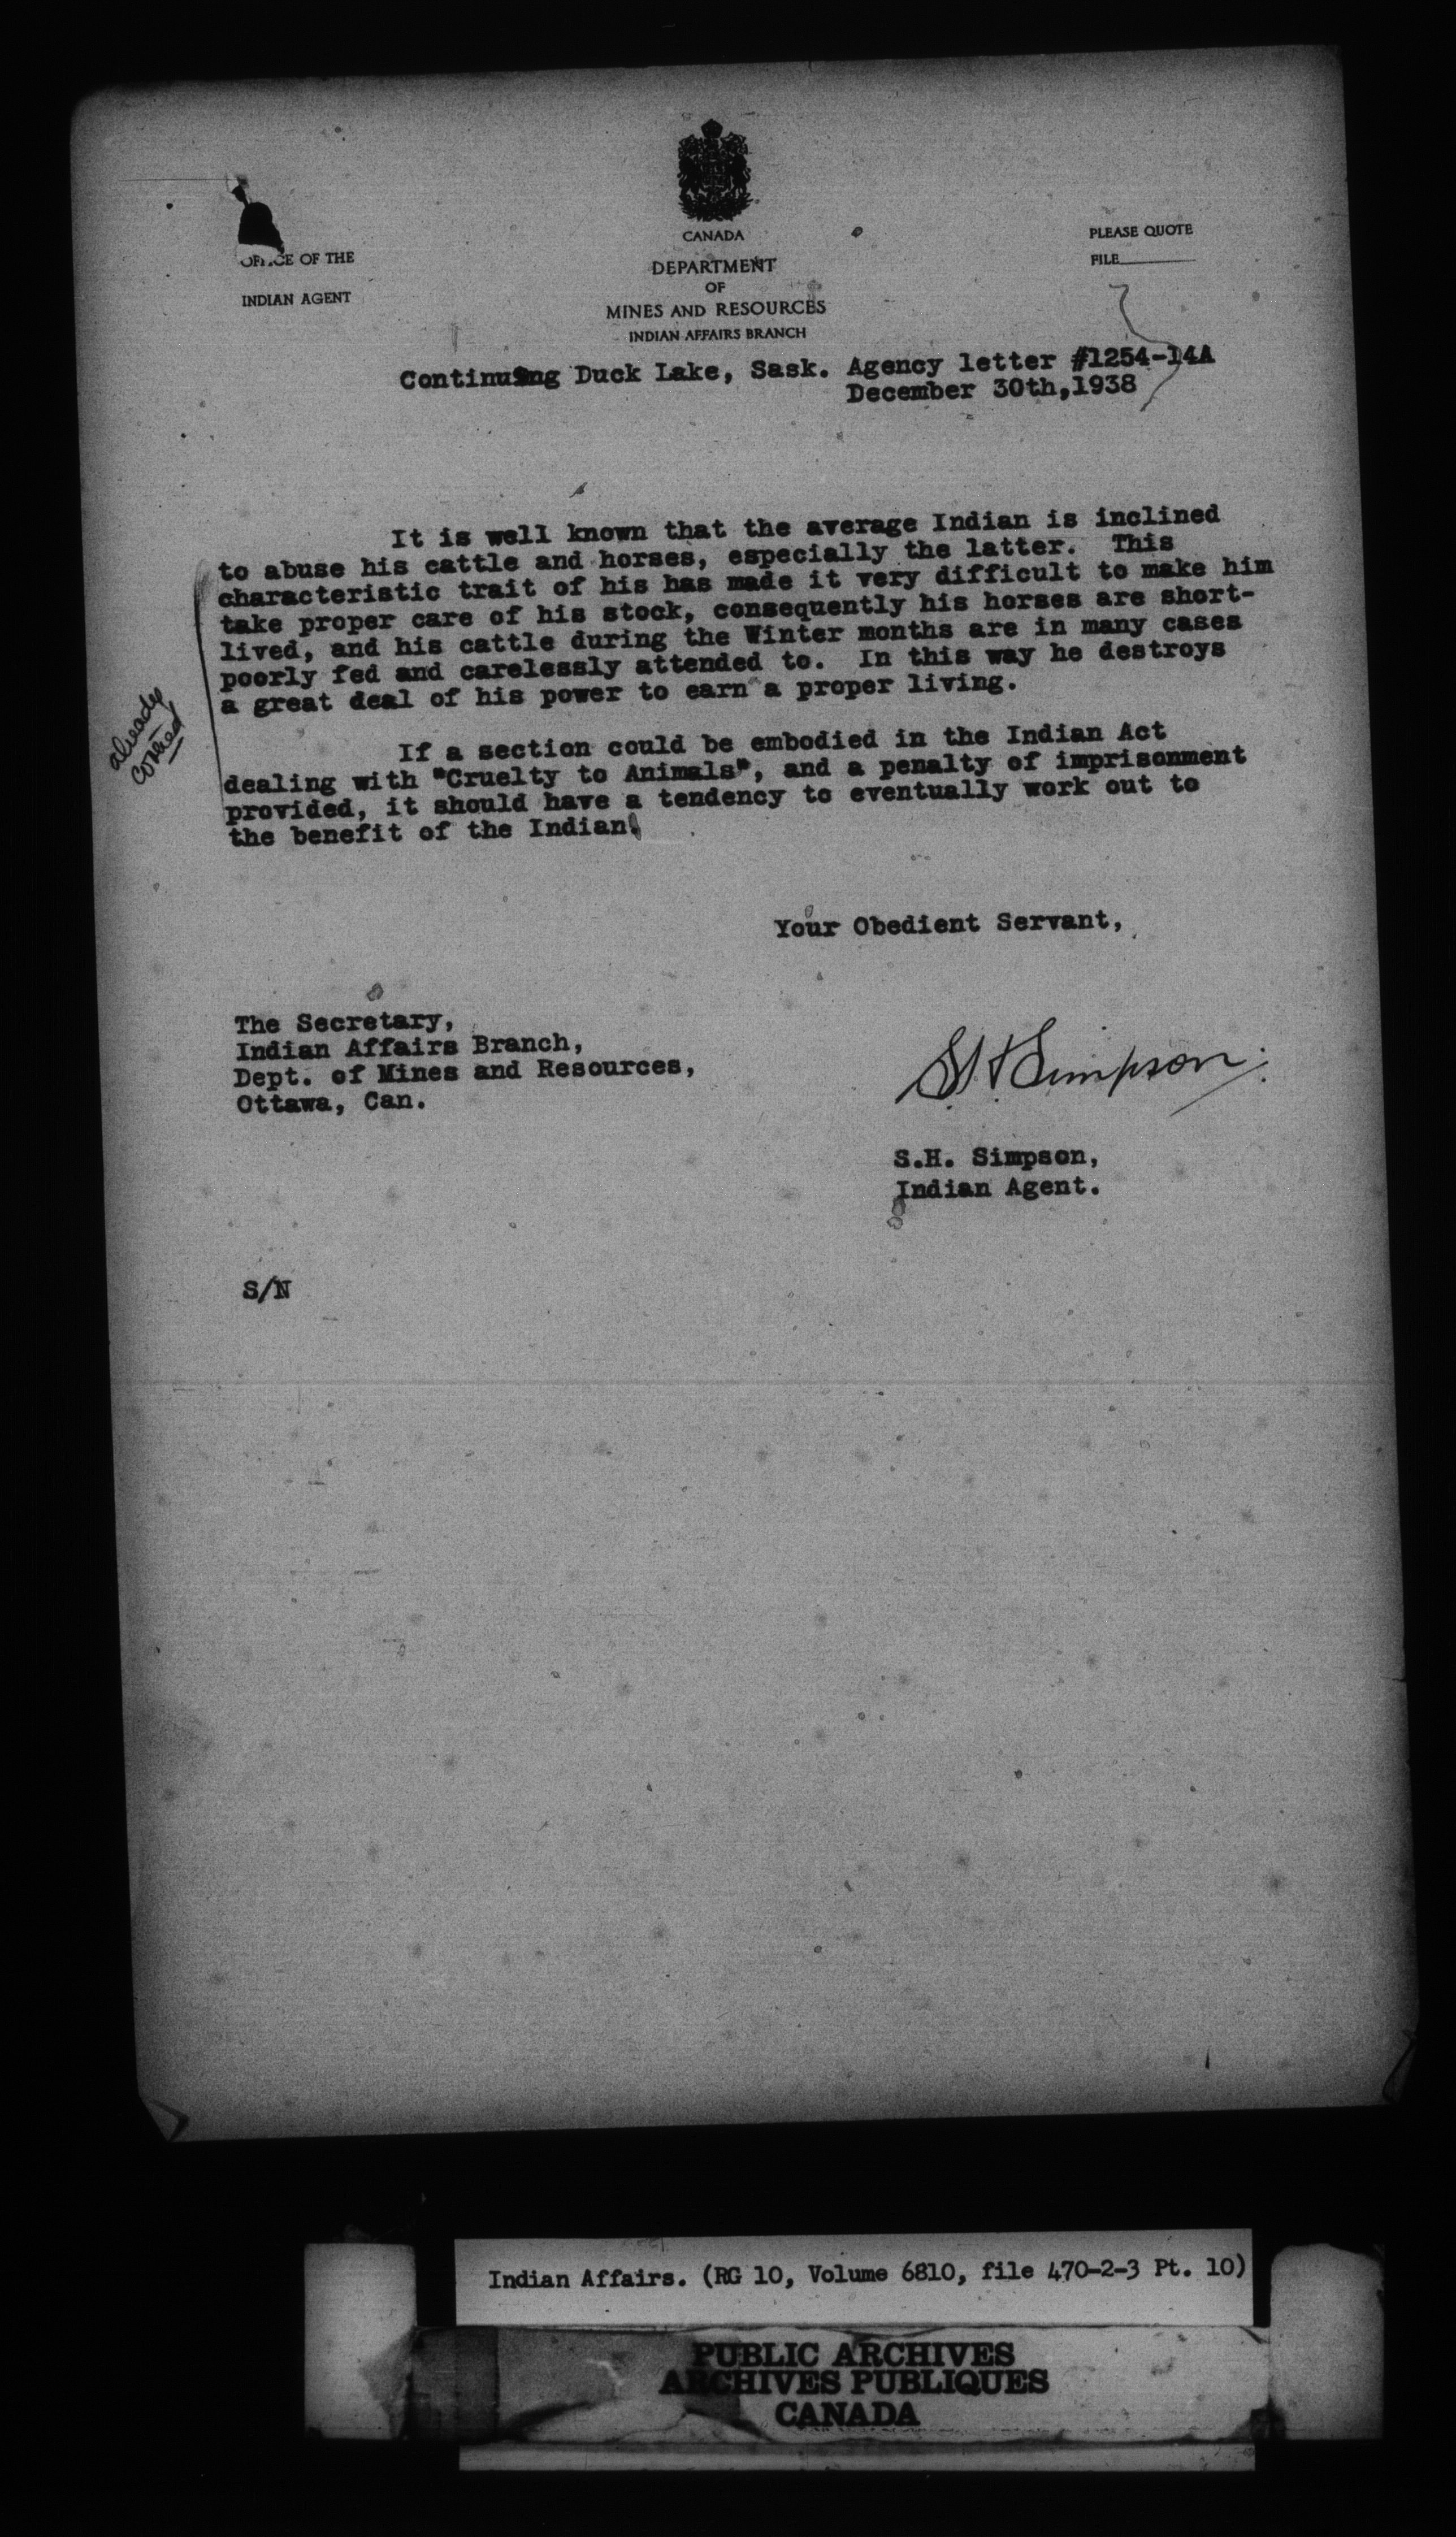 CANADA
DEPARTMENT
OF
MINES AND RESOURCES
INDIAN AFFAIRS BRANCH
OFFICE OF THE
INDIAN AGENT
PLEASE QUOTE
FILE
Continuing Duck Lake, Sask. Agency letter #1254-14A
December 30th,1938
It is well known that the average Indian is inclined
to abuse his cattle and horses, especially the latter. This
characteristic trait of his has made it very difficult to make him
take proper care of his stock, consequently his horses are short-
lived, and his cattle during the Winter months are in many cases
poorly fed and carelessly attended to. In this way he destroys
a great deal of his power to earn a proper living.
already
If a section could be embodied in the Indian Act
dealing with "Cruelty to Animals", and a penalty of imprisonment
provided, it should have a tendency to eventually work out to
the benefit of the Indian.
Your Obedient Servant,
The Secretary,
Indian Affairs Branch,
Dept. of Mines and Resources,
Ottawa, Can.
S H Simpson
S.H. Simpson,
Indian Agent.
S/N
Indian Affairs. (RG 10, Volume 6810, file 470-2-3 Pt. 10)
PUBLIC ARCHIVES
ARCHIVES PUBLIQUES
CANADA